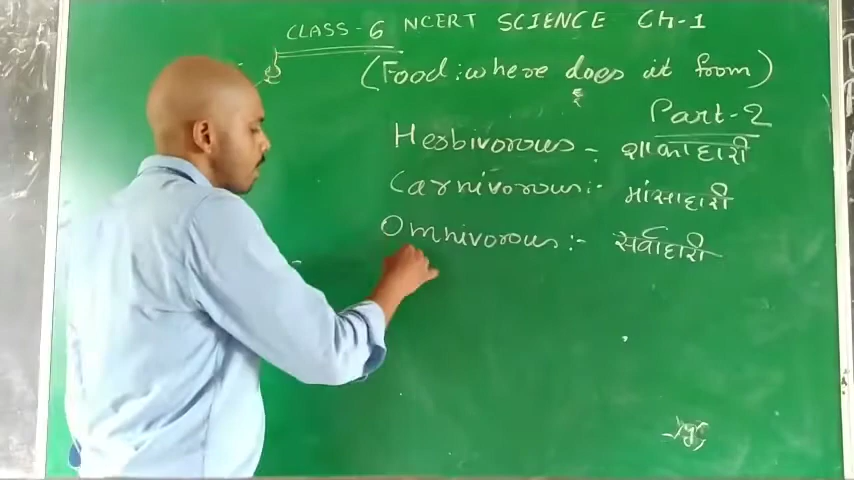 CLASS-6 NCERT SCIENCE Ch-1
(Food: where does it from)
Part-2
Herbivorous :- शाकाहारी
Carnivorous :- मांसाहारी
Omnivorous :- सर्वाहारी